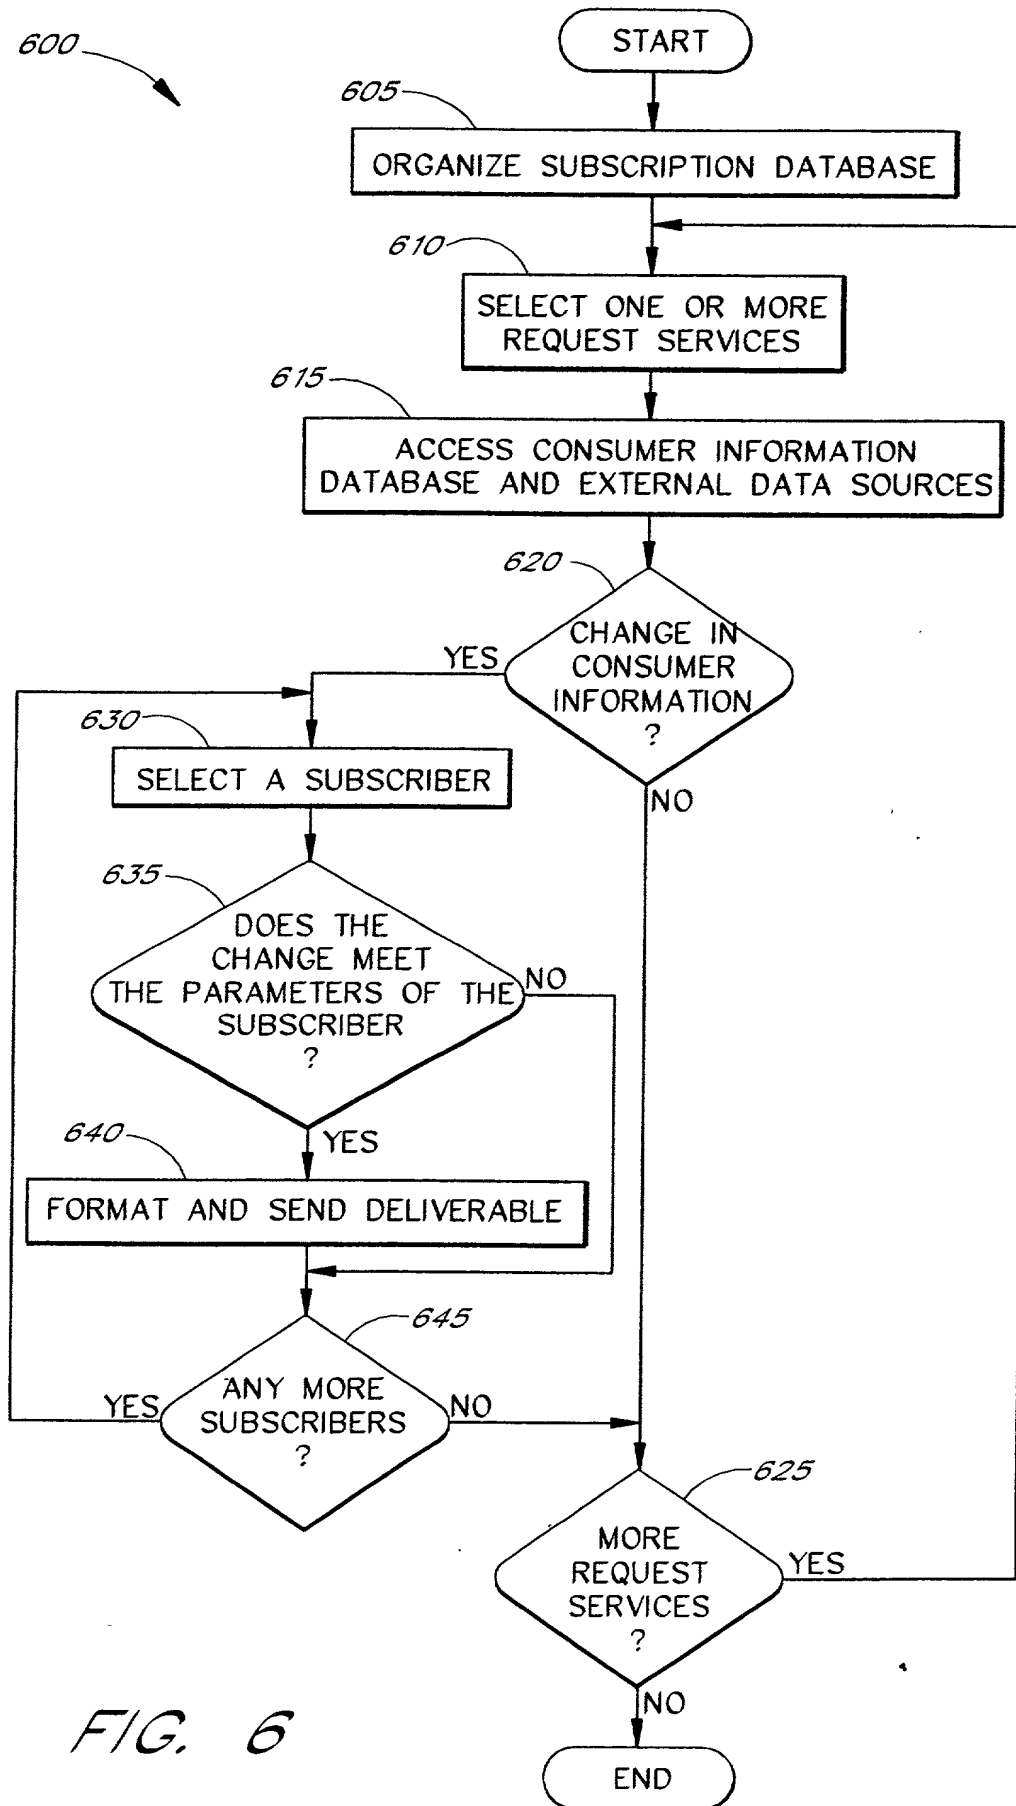 600
START
605
ORGANIZE SUBSCRIPTION DATABASE
610
SELECT ONE OR MORE
REQUEST SERVICES
615
ACCESS CONSUMER INFORMATION
DATABASE AND EXTERNAL DATA SOURCES
620
CHANGE IN
CONSUMER
INFORMATION
?
YES
NO
630
SELECT A SUBSCRIBER
635
DOES THE
CHANGE MEET
THE PARAMETERS OF THE
SUBSCRIBER
?
NO
YES
640
FORMAT AND SEND DELIVERABLE
645
ANY MORE
SUBSCRIBERS
?
YES
NO
625
MORE
REQUEST
SERVICES
?
YES
NO
END
FIG. 6